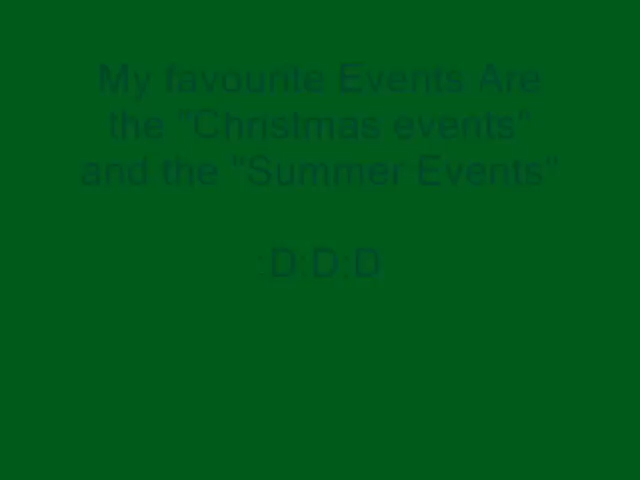 My favourite Events Are
the "Christmas events"
and the "Summer Events"
:D:D:D